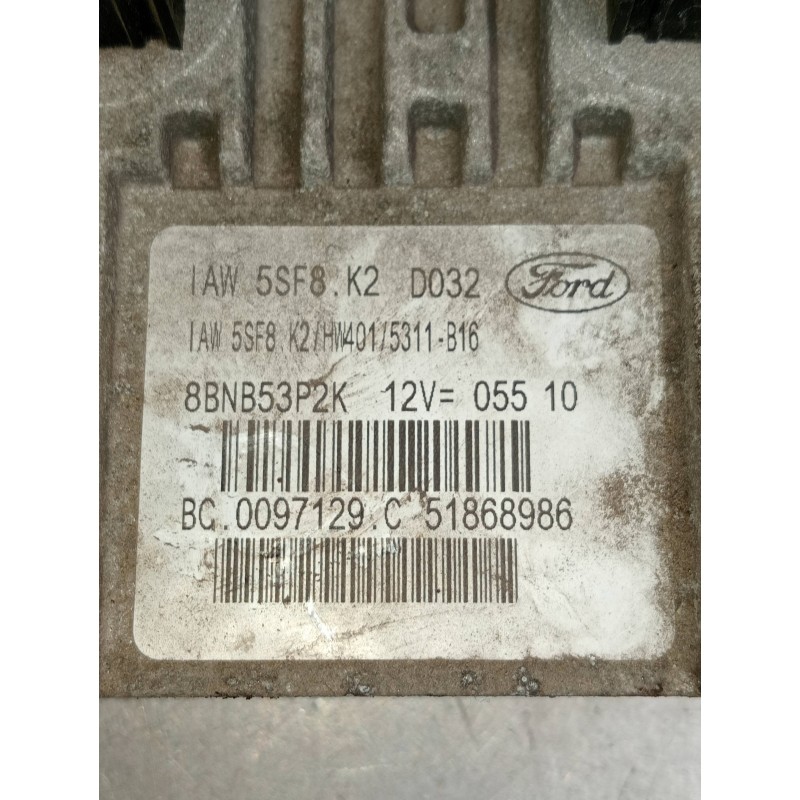 IAW 5SF8.K2 D032 Ford
IAW 5SF8.K2/HW401/5311-B16
8BNB53P2K 12V= 055 10
BC.0097129.C 51868986